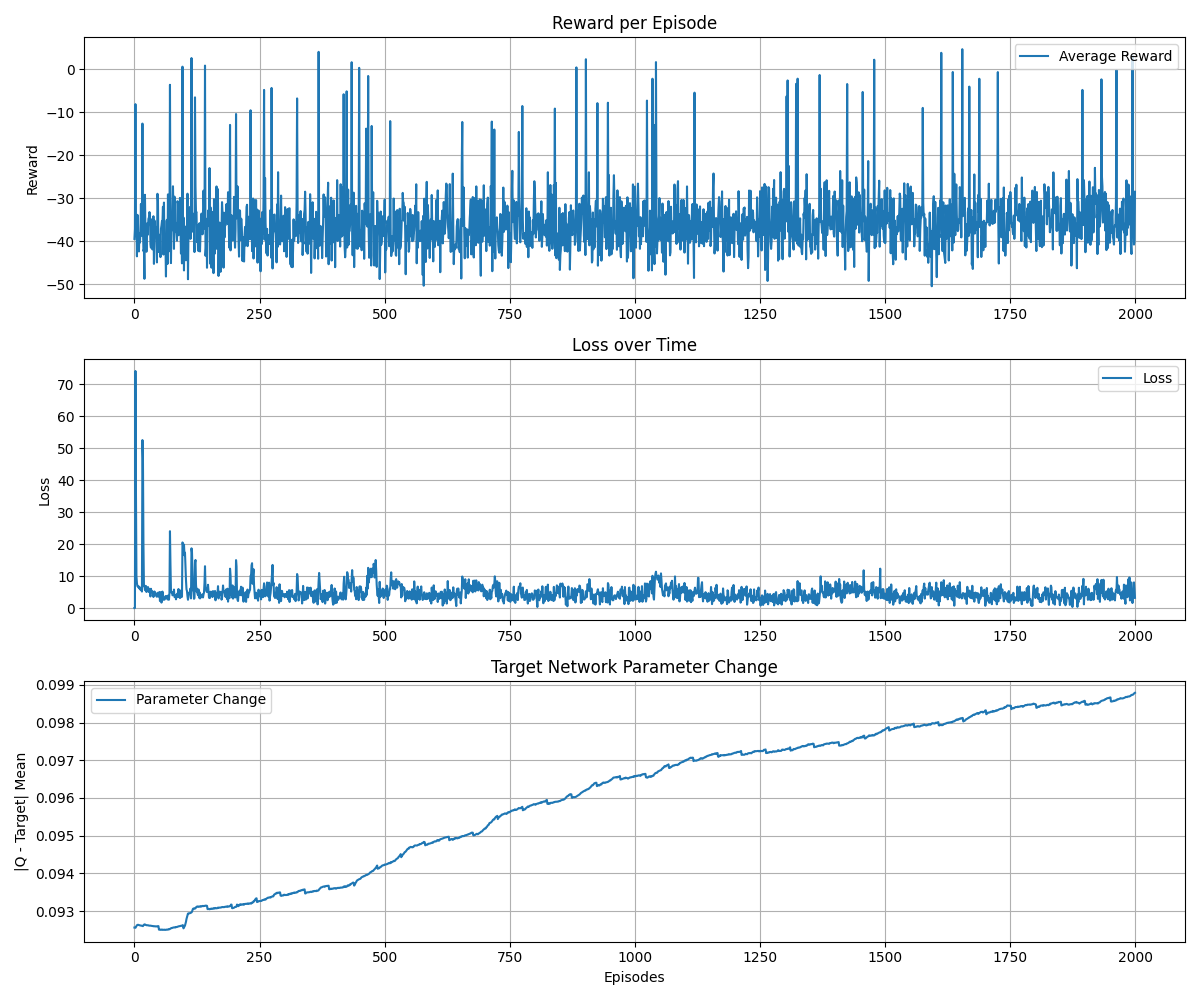 Reward per Episode
Reward
0
−10
−20
−30
−40
−50
Average Reward
0 250 500 750 1000 1250 1500 1750 2000
Loss over Time
Loss
70
60
50
40
30
20
10
0
Loss
0 250 500 750 1000 1250 1500 1750 2000
Target Network Parameter Change
|Q - Target| Mean
0.099
0.098
0.097
0.096
0.095
0.094
0.093
Parameter Change
0 250 500 750 1000 1250 1500 1750 2000
Episodes